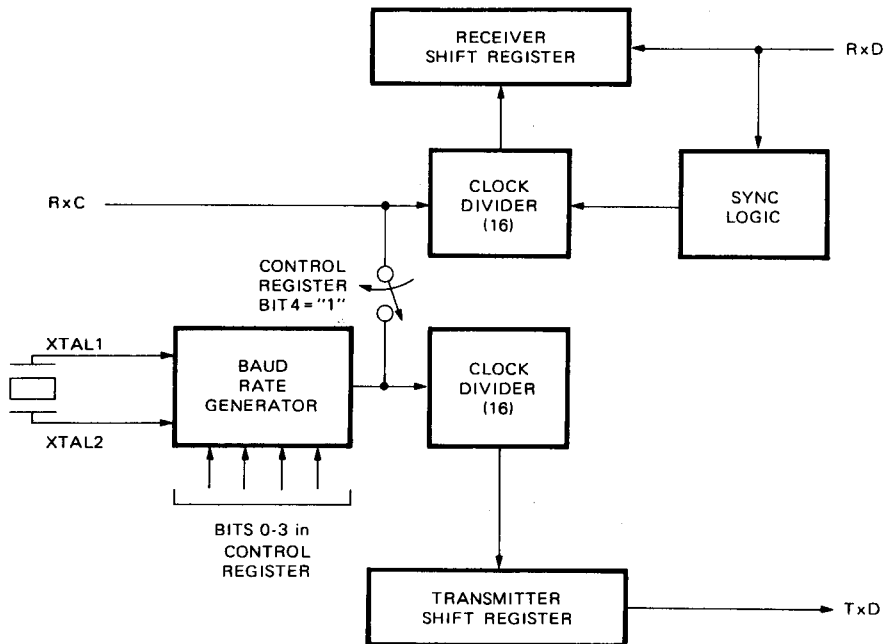 RECEIVER
SHIFT REGISTER
RxD
RxC
CLOCK
DIVIDER
(16)
SYNC
LOGIC
CONTROL
REGISTER
BIT4="1"
XTAL1
BAUD
RATE
GENERATOR
CLOCK
DIVIDER
(16)
XTAL2
BITS 0-3 in
CONTROL
REGISTER
TRANSMITTER
SHIFT REGISTER
TxD